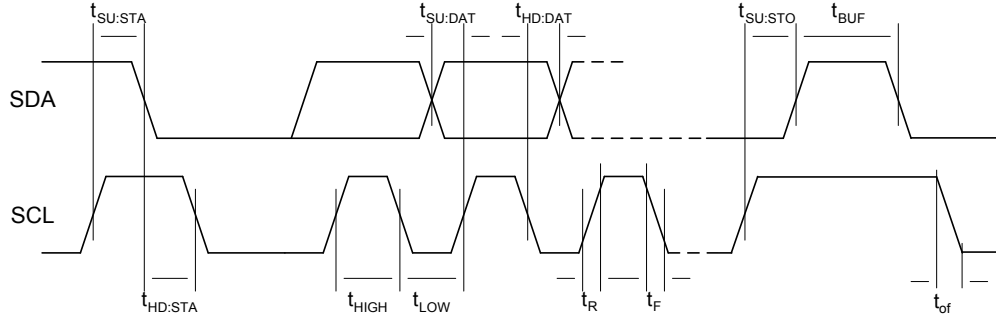 tSU:STA tSU:DAT tHD:DAT tSU:STO tBUF
SDA
SCL
tHD:STA tHIGH tLOW tR tF tof